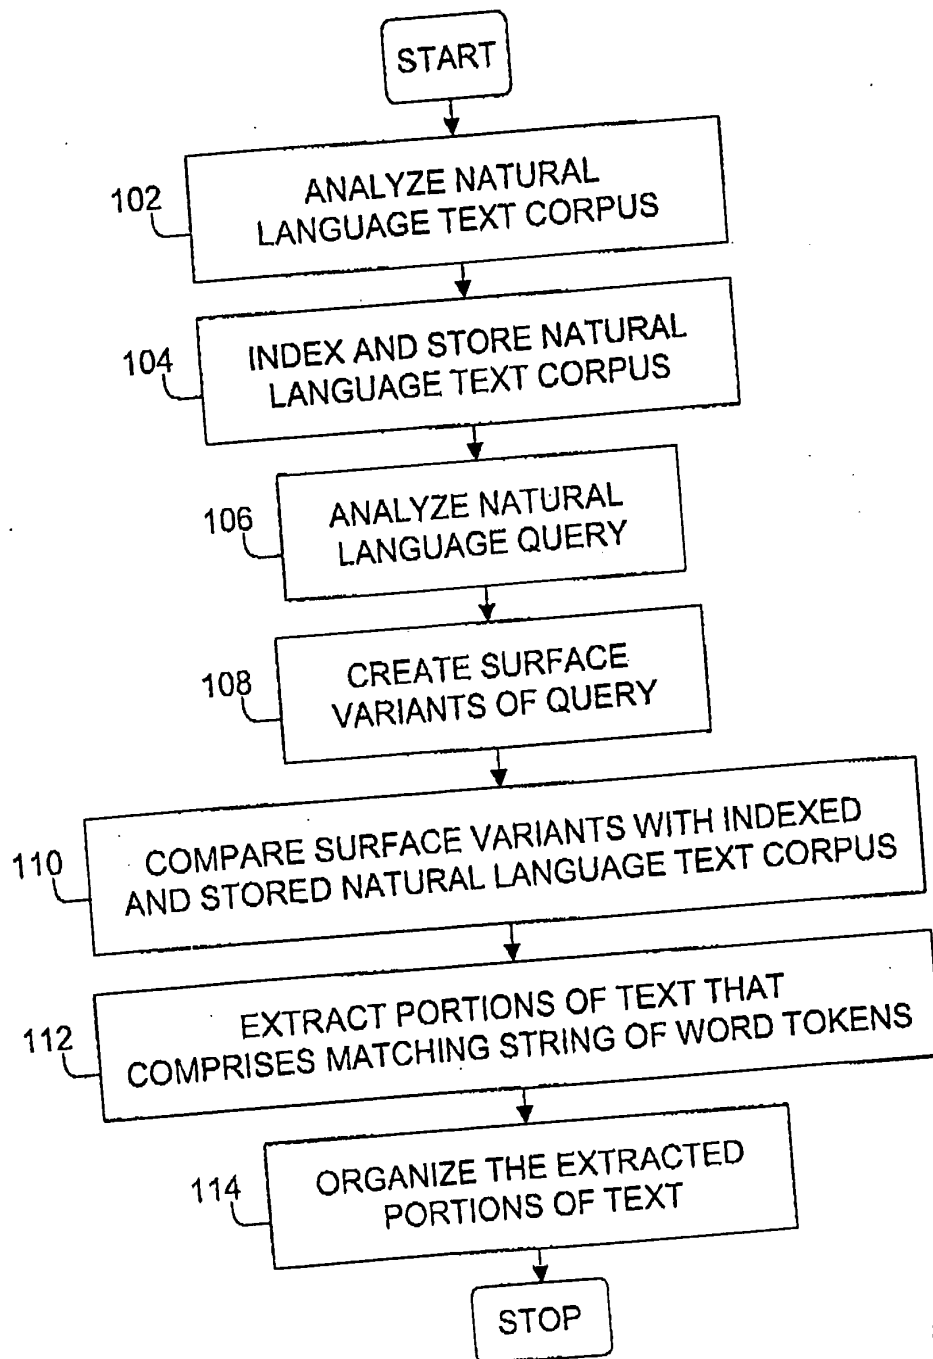 START
102
ANALYZE NATURAL
LANGUAGE TEXT CORPUS
104
INDEX AND STORE NATURAL
LANGUAGE TEXT CORPUS
106
ANALYZE NATURAL
LANGUAGE QUERY
108
CREATE SURFACE
VARIANTS OF QUERY
110
COMPARE SURFACE VARIANTS WITH INDEXED
AND STORED NATURAL LANGUAGE TEXT CORPUS
112
EXTRACT PORTIONS OF TEXT THAT
COMPRISES MATCHING STRING OF WORD TOKENS
114
ORGANIZE THE EXTRACTED
PORTIONS OF TEXT
STOP